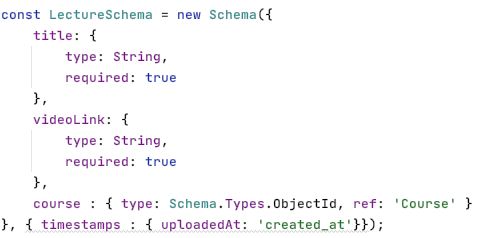 const LectureSchema = new Schema({
    title: {
        type: String,
        required: true
    },
    videoLink: {
        type: String,
        required: true
    },
    course : { type: Schema.Types.ObjectId, ref: 'Course' }
}, { timestamps : { uploadedAt: 'created_at'}});